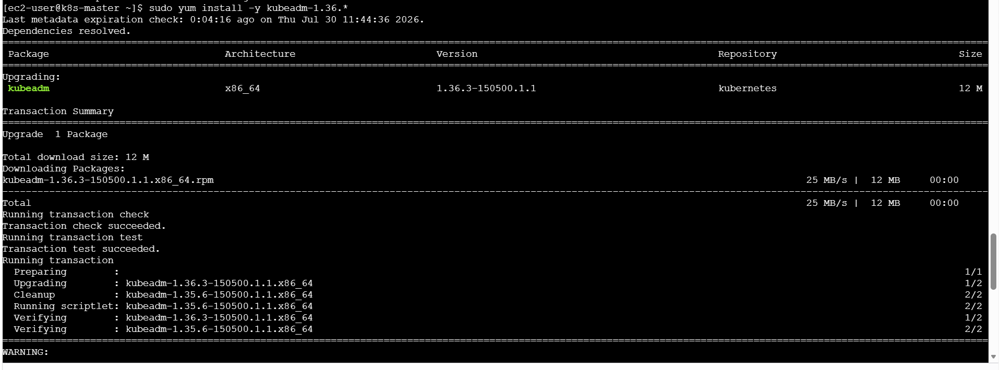 [ec2-user@k8s-master ~]$ sudo yum install -y kubeadm-1.36.*
Last metadata expiration check: 0:04:16 ago on Thu Jul 30 11:44:36 2026.
Dependencies resolved.
Package Architecture Version Repository Size
Upgrading:
kubeadm x86_64 1.36.3-150500.1.1 kubernetes 12 M
Transaction Summary
Upgrade 1 Package
Total download size: 12 M
Downloading Packages:
kubeadm-1.36.3-150500.1.1.x86_64.rpm 25 MB/s | 12 MB 00:00
Total 25 MB/s | 12 MB 00:00
Running transaction check
Transaction check succeeded.
Running transaction test
Transaction test succeeded.
Running transaction
Preparing : 1/1
Upgrading : kubeadm-1.36.3-150500.1.1.x86_64 1/2
Cleanup : kubeadm-1.35.6-150500.1.1.x86_64 2/2
Running scriptlet: kubeadm-1.35.6-150500.1.1.x86_64 2/2
Verifying : kubeadm-1.36.3-150500.1.1.x86_64 1/2
Verifying : kubeadm-1.35.6-150500.1.1.x86_64 2/2
WARNING: